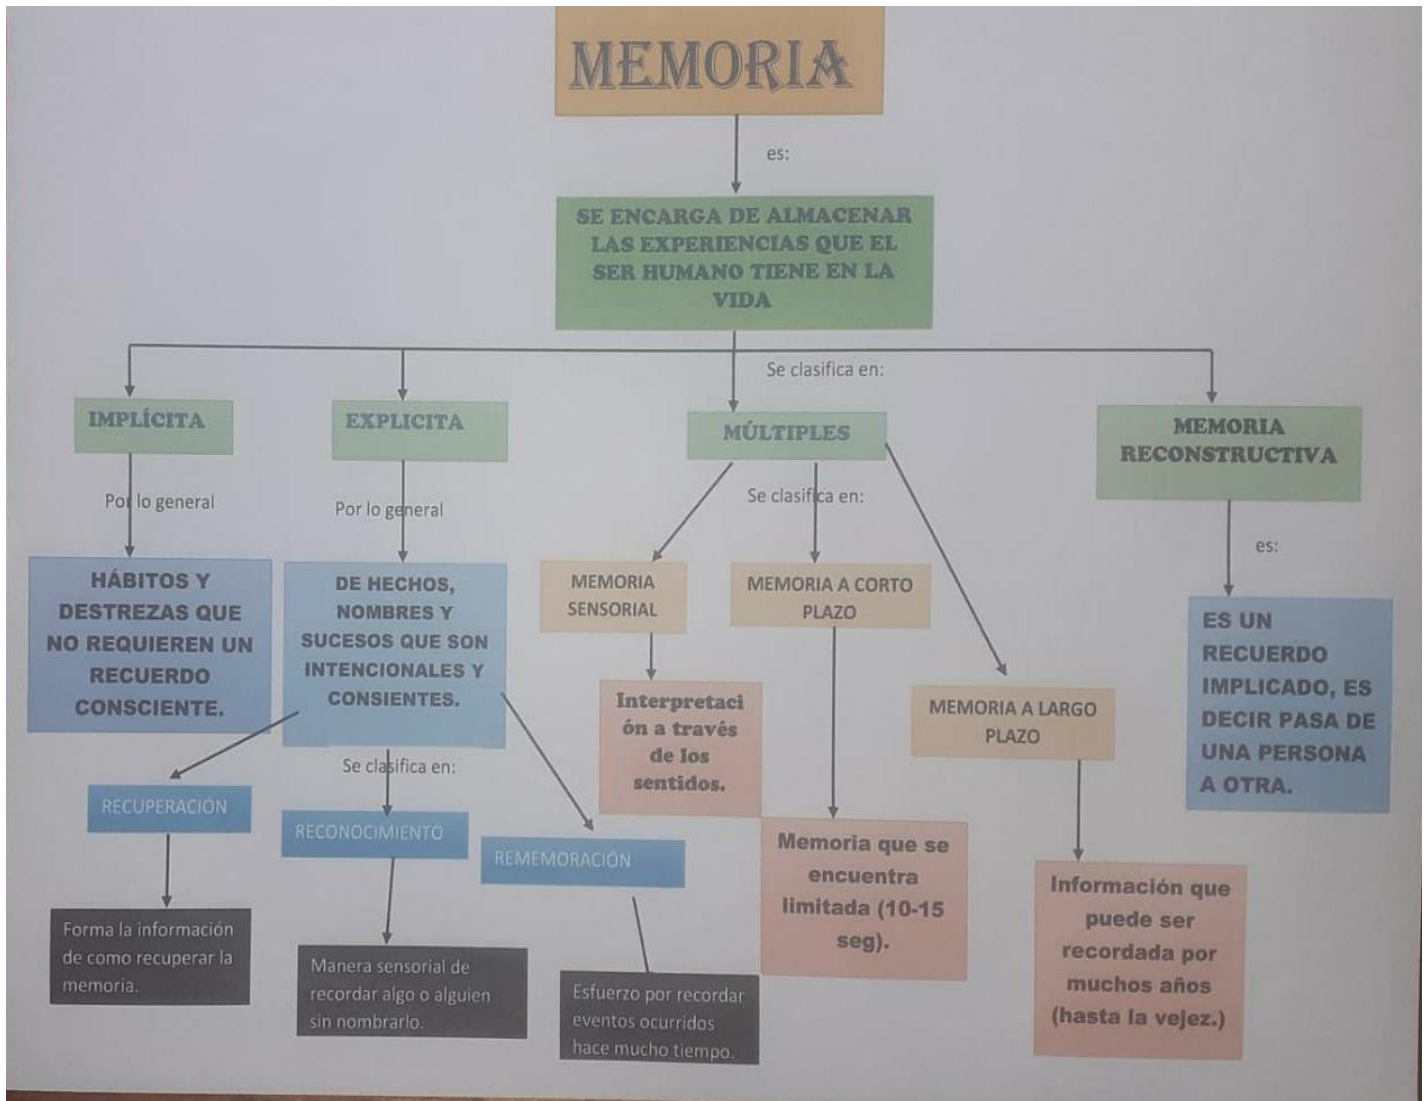 MEMORIA
es:
SE ENCARGA DE ALMACENAR
LAS EXPERIENCIAS QUE EL
SER HUMANO TIENE EN LA
VIDA
Se clasifica en:
IMPLÍCITA
Por lo general
HÁBITOS Y
DESTREZAS QUE
NO REQUIEREN UN
RECUERDO
CONSCIENTE.
EXPLICITA
Por lo general
DE HECHOS,
NOMBRES Y
SUCESOS QUE SON
INTENCIONALES Y
CONSIENTES.
Se clasifica en:
RECUPERACIÓN
Forma la información
de como recuperar la
memoria.
RECONOCIMIENTO
Manera sensorial de
recordar algo o alguien
sin nombrarlo.
REMEMORACIÓN
Esfuerzo por recordar
eventos ocurridos
hace mucho tiempo.
MÚLTIPLES
Se clasifica en:
MEMORIA
SENSORIAL
Interpretaci
ón a través
de los
sentidos.
MEMORIA A CORTO
PLAZO
Memoria que se
encuentra
limitada (10-15
seg).
MEMORIA A LARGO
PLAZO
Información que
puede ser
recordada por
muchos años
(hasta la vejez.)
MEMORIA
RECONSTRUCTIVA
es:
ES UN
RECUERDO
IMPLICADO, ES
DECIR PASA DE
UNA PERSONA
A OTRA.